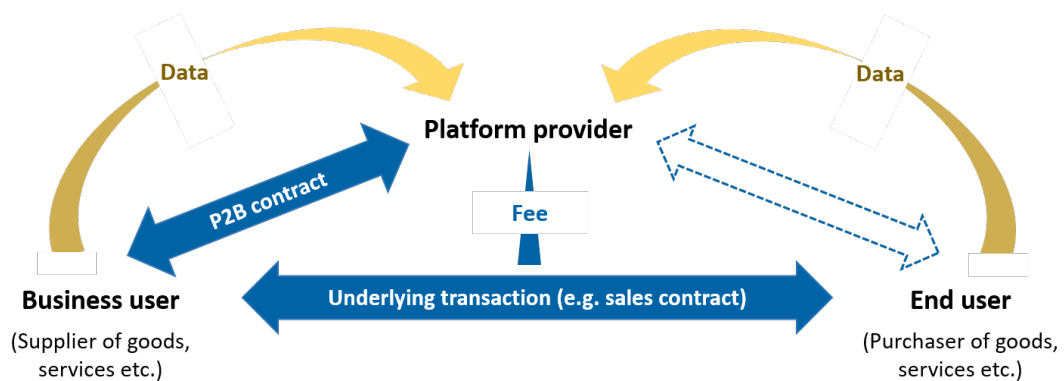 Data
Data
Platform provider
P2B contract
Fee
Business user
Underlying transaction (e.g. sales contract)
End user
(Supplier of goods,
services etc.)
(Purchaser of goods,
services etc.)